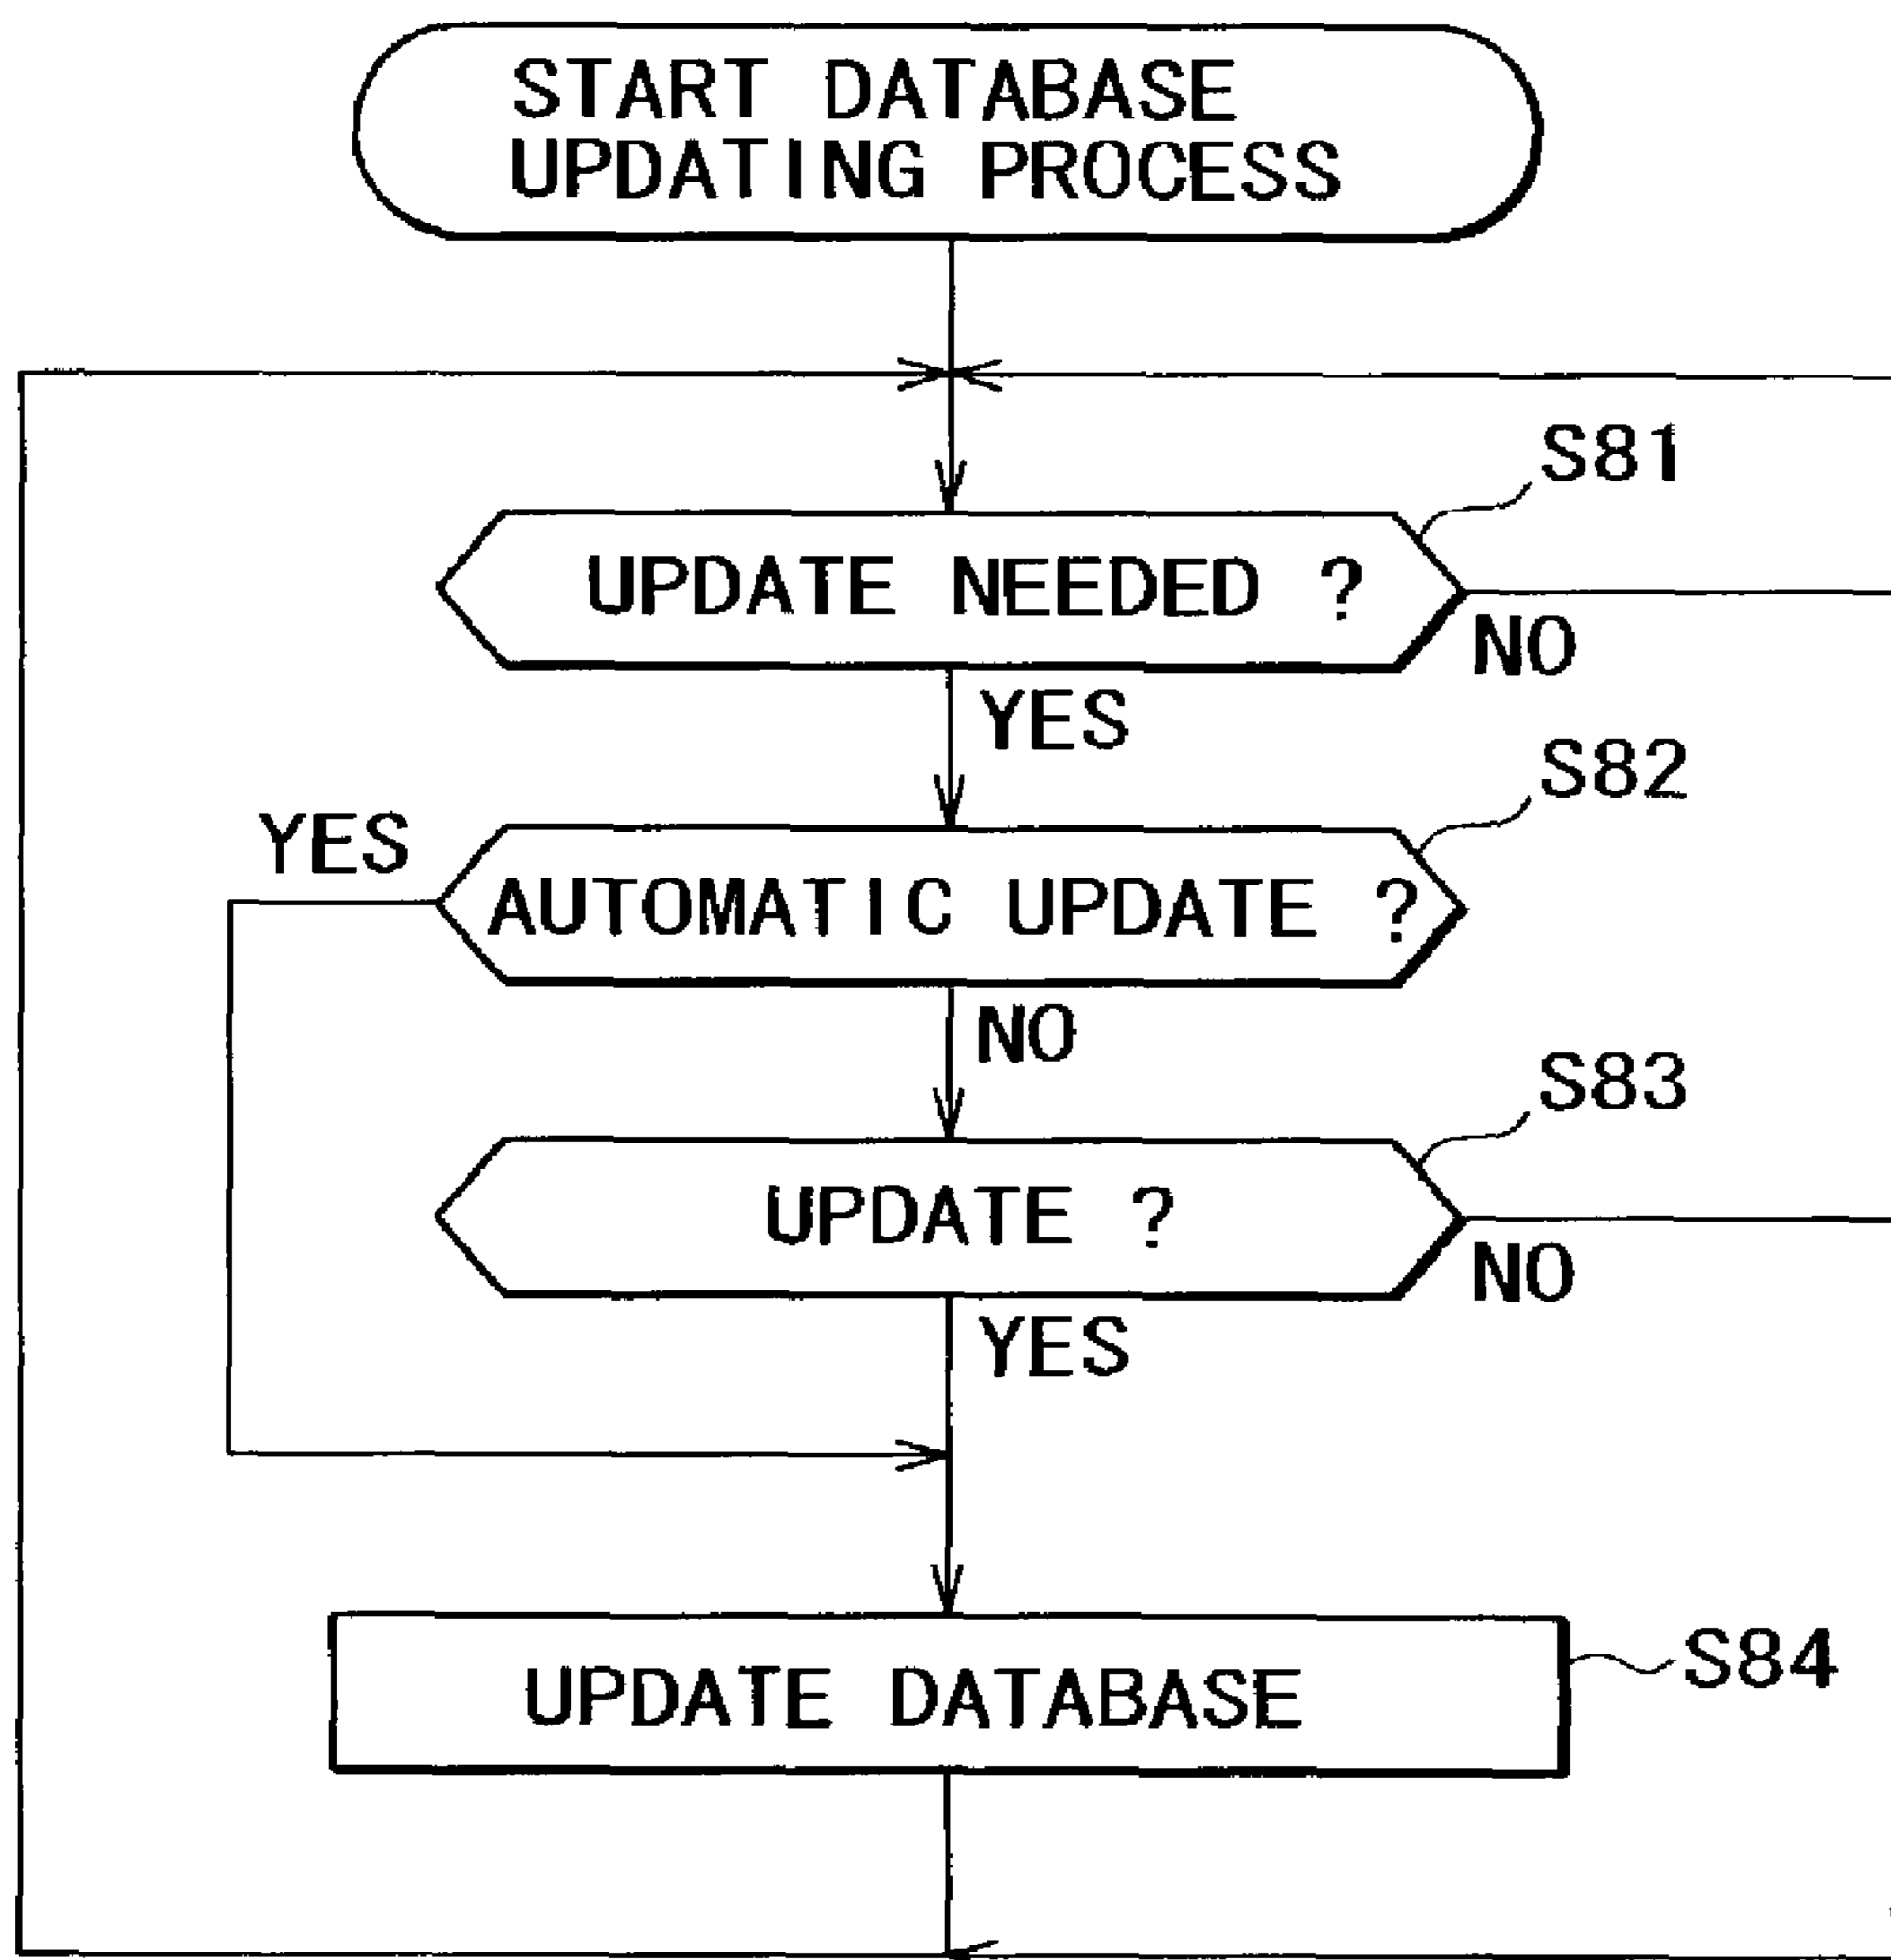 START DATABASE
UPDATING PROCESS
S81
UPDATE NEEDED ?
NO
YES
S82
YES
AUTOMATIC UPDATE ?
NO
S83
UPDATE ?
NO
YES
UPDATE DATABASE
S84